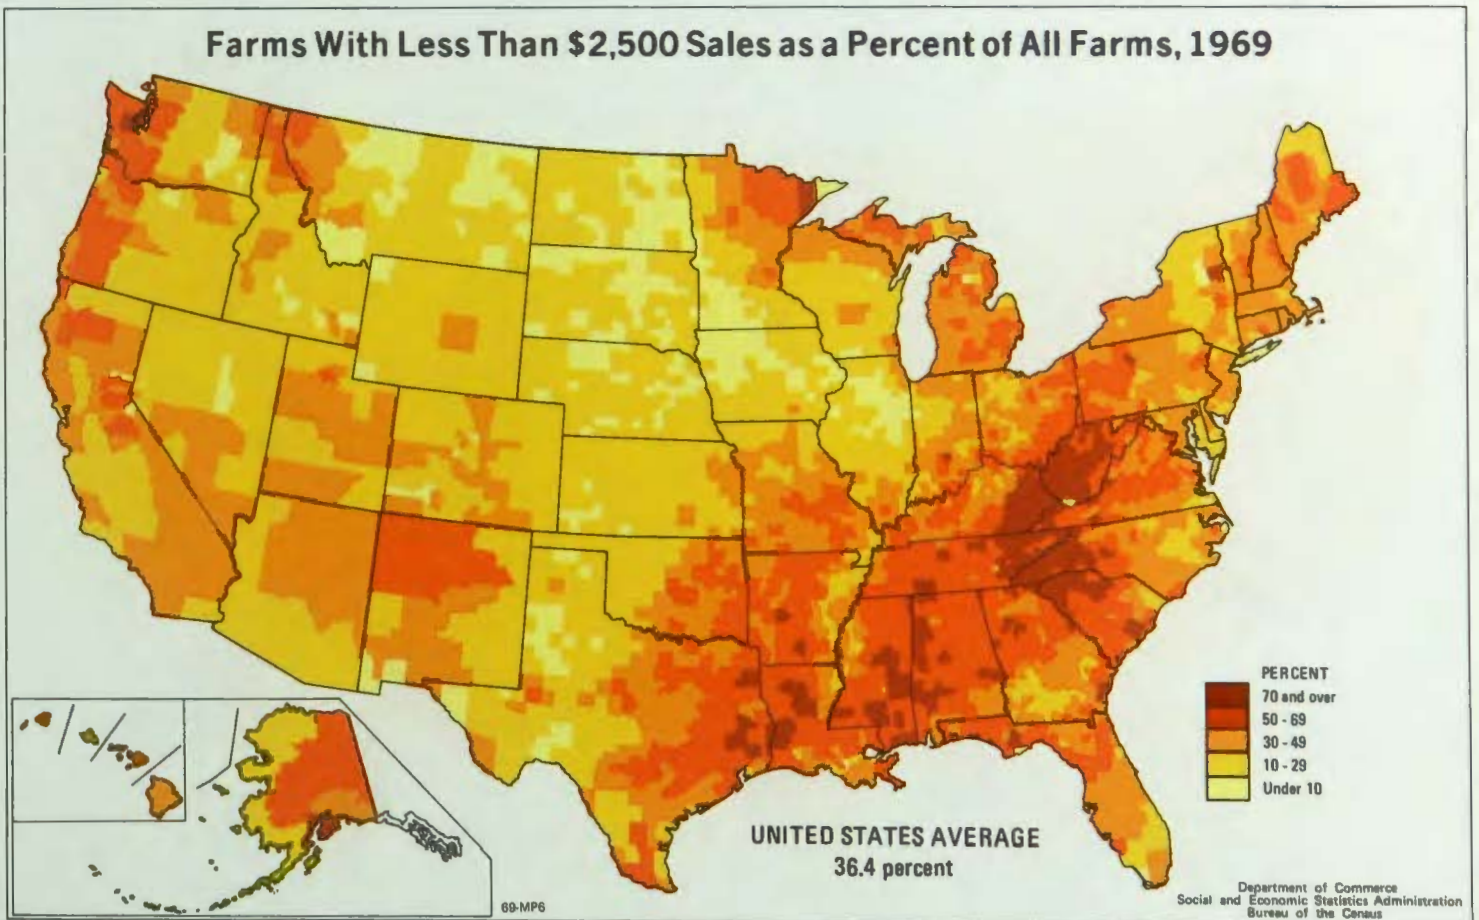 Farms With Less Than $2,500 Sales as a Percent of All Farms, 1969
PERCENT
70 and over
50 - 69
30 - 49
10 - 29
Under 10
UNITED STATES AVERAGE
36.4 percent
69-MP6
Department of Commerce
Social and Economic Statistics Administration
Bureau of the Census